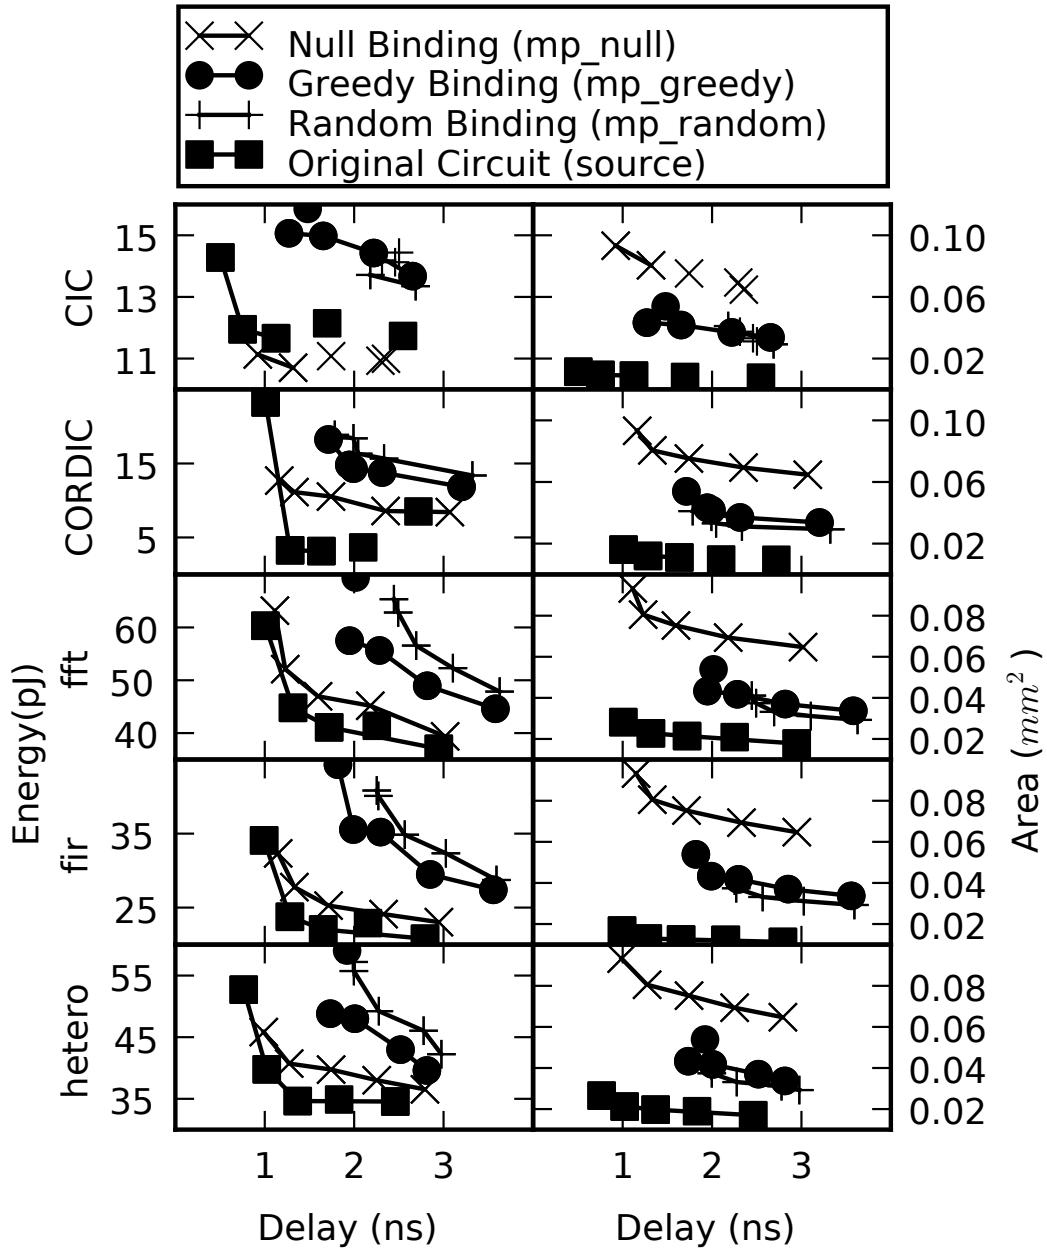 Null Binding (mp_null)
Greedy Binding (mp_greedy)
Random Binding (mp_random)
Original Circuit (source)
CIC
15
13
11
0.10
0.06
0.02
CORDIC
15
5
0.10
0.06
0.02
fft
60
50
40
0.08
0.06
0.04
0.02
Energy(pJ)
Area (mm²)
fir
35
25
0.08
0.06
0.04
0.02
hetero
55
45
35
0.08
0.06
0.04
0.02
1 2 3
1 2 3
Delay (ns)
Delay (ns)